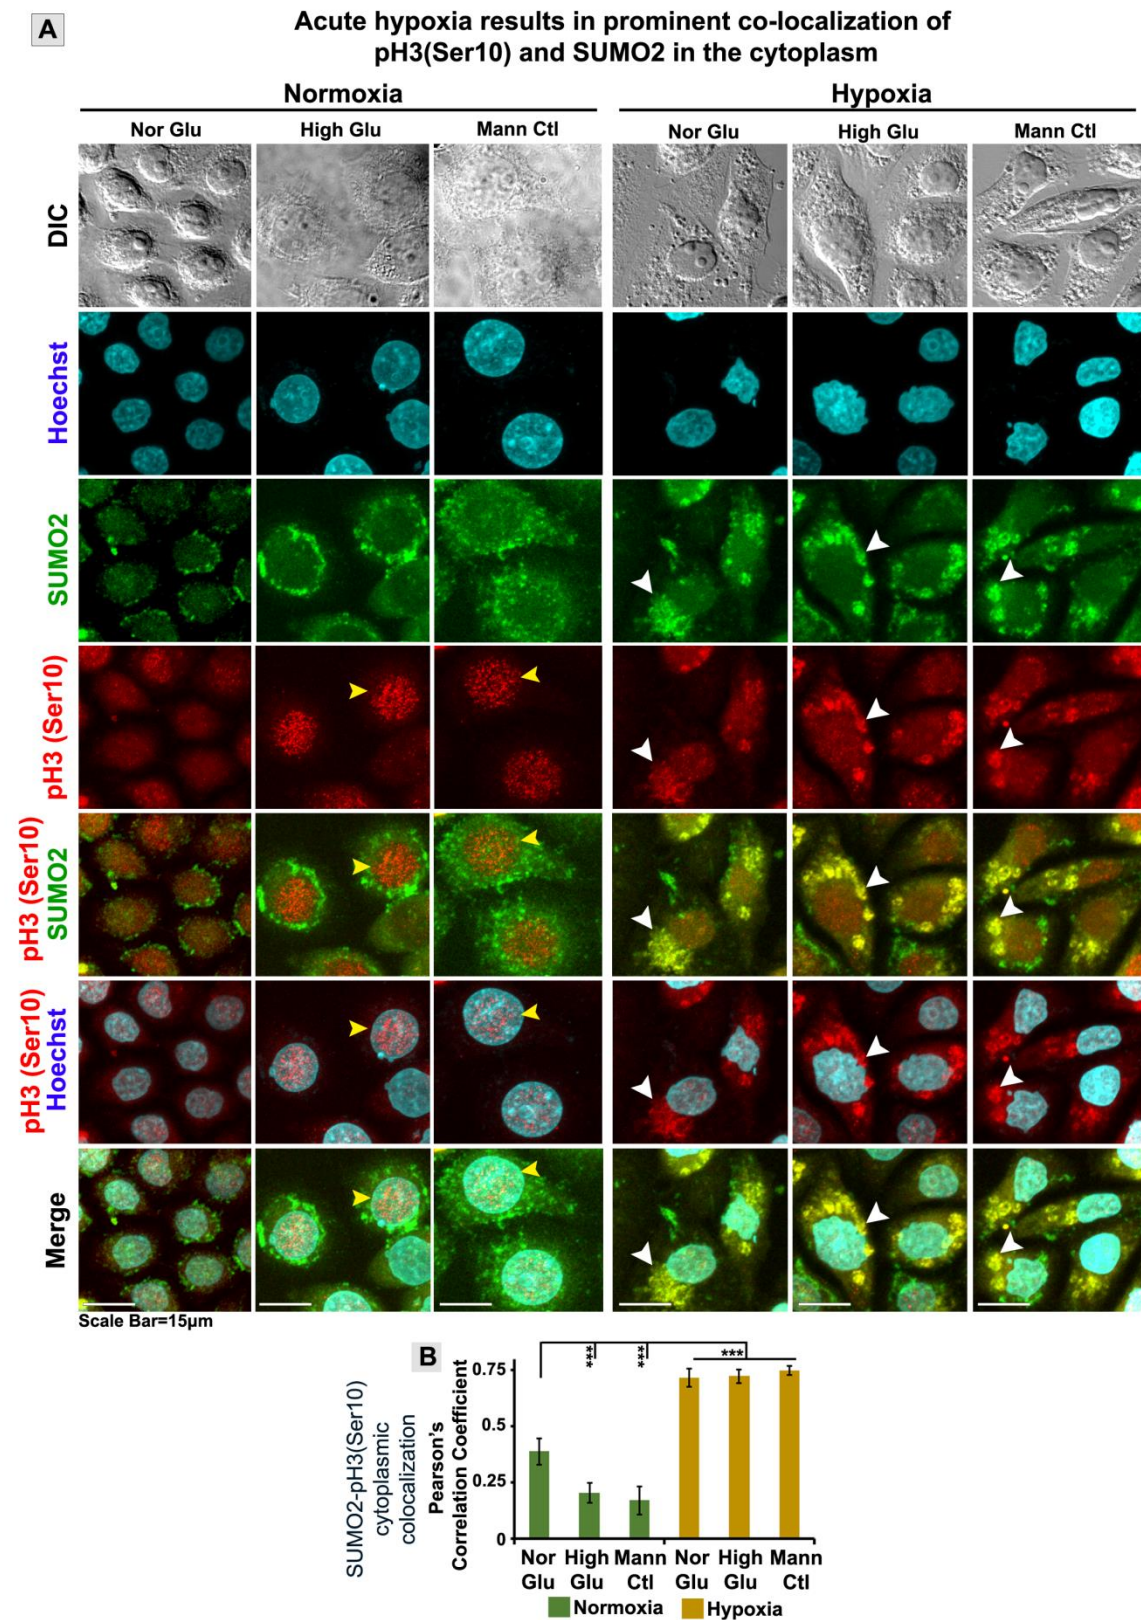 A
Acute hypoxia results in prominent co-localization of
pH3(Ser10) and SUMO2 in the cytoplasm
Normoxia
Hypoxia
Nor Glu
High Glu
Mann Ctl
Nor Glu
High Glu
Mann Ctl
DIC
Hoechst
SUMO2
pH3 (Ser10)
pH3 (Ser10)
SUMO2
pH3 (Ser10)
Hoechst
Merge
Scale Bar=15µm
B
SUMO2-pH3(Ser10)
cytoplasmic
colocalization
Pearson's
Correlation Coefficient
0.75
0.5
0.25
0
***
***
***
Nor
Glu
High
Glu
Mann
Ctl
Nor
Glu
High
Glu
Mann
Ctl
Normoxia
Hypoxia